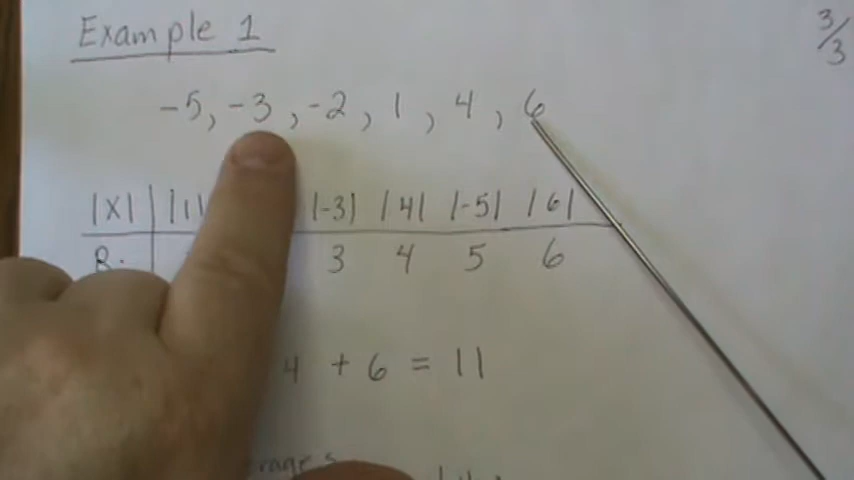 Example 1
3/3
-5, -3, -2, 1, 4, 6
|X| |1| |-3| |4| |-5| |6|
R. 3 4 5 6
4 + 6 = 11